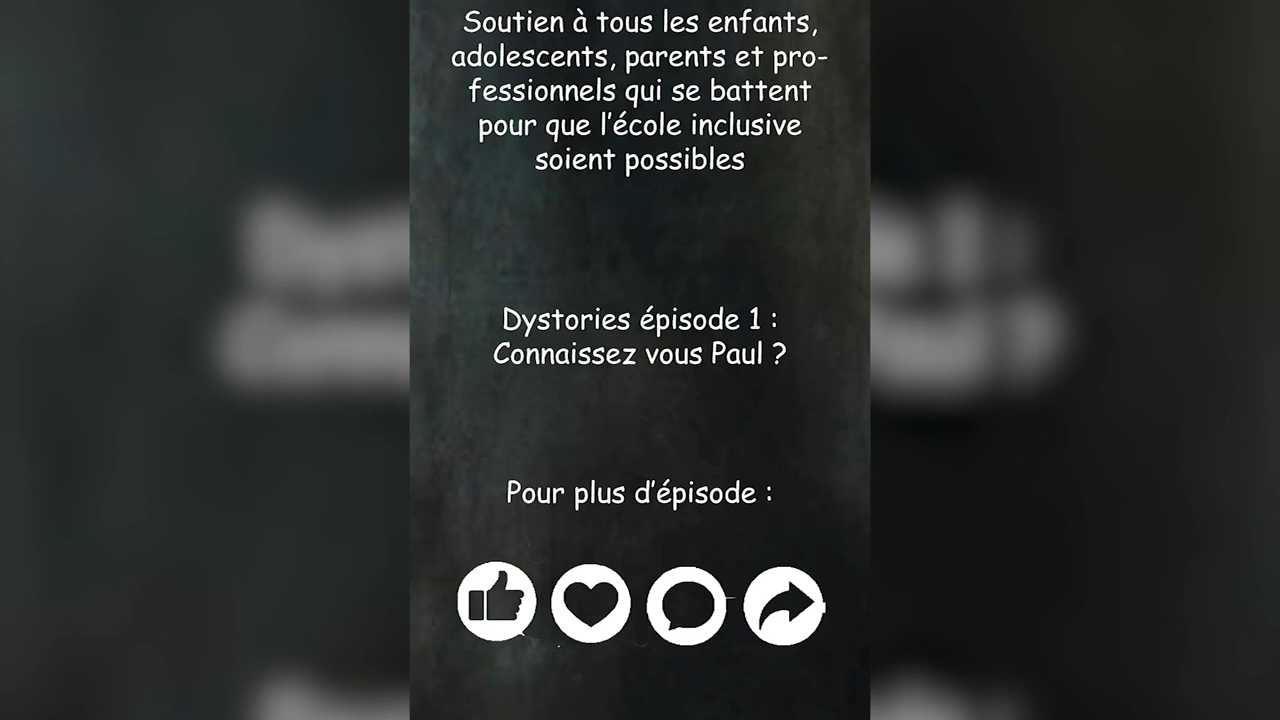 Soutien à tous les enfants,
adolescents, parents et pro-
fessionnels qui se battent
pour que l'école inclusive
soient possibles
Dystories épisode 1 :
Connaissez vous Paul ?
Pour plus d'épisode :